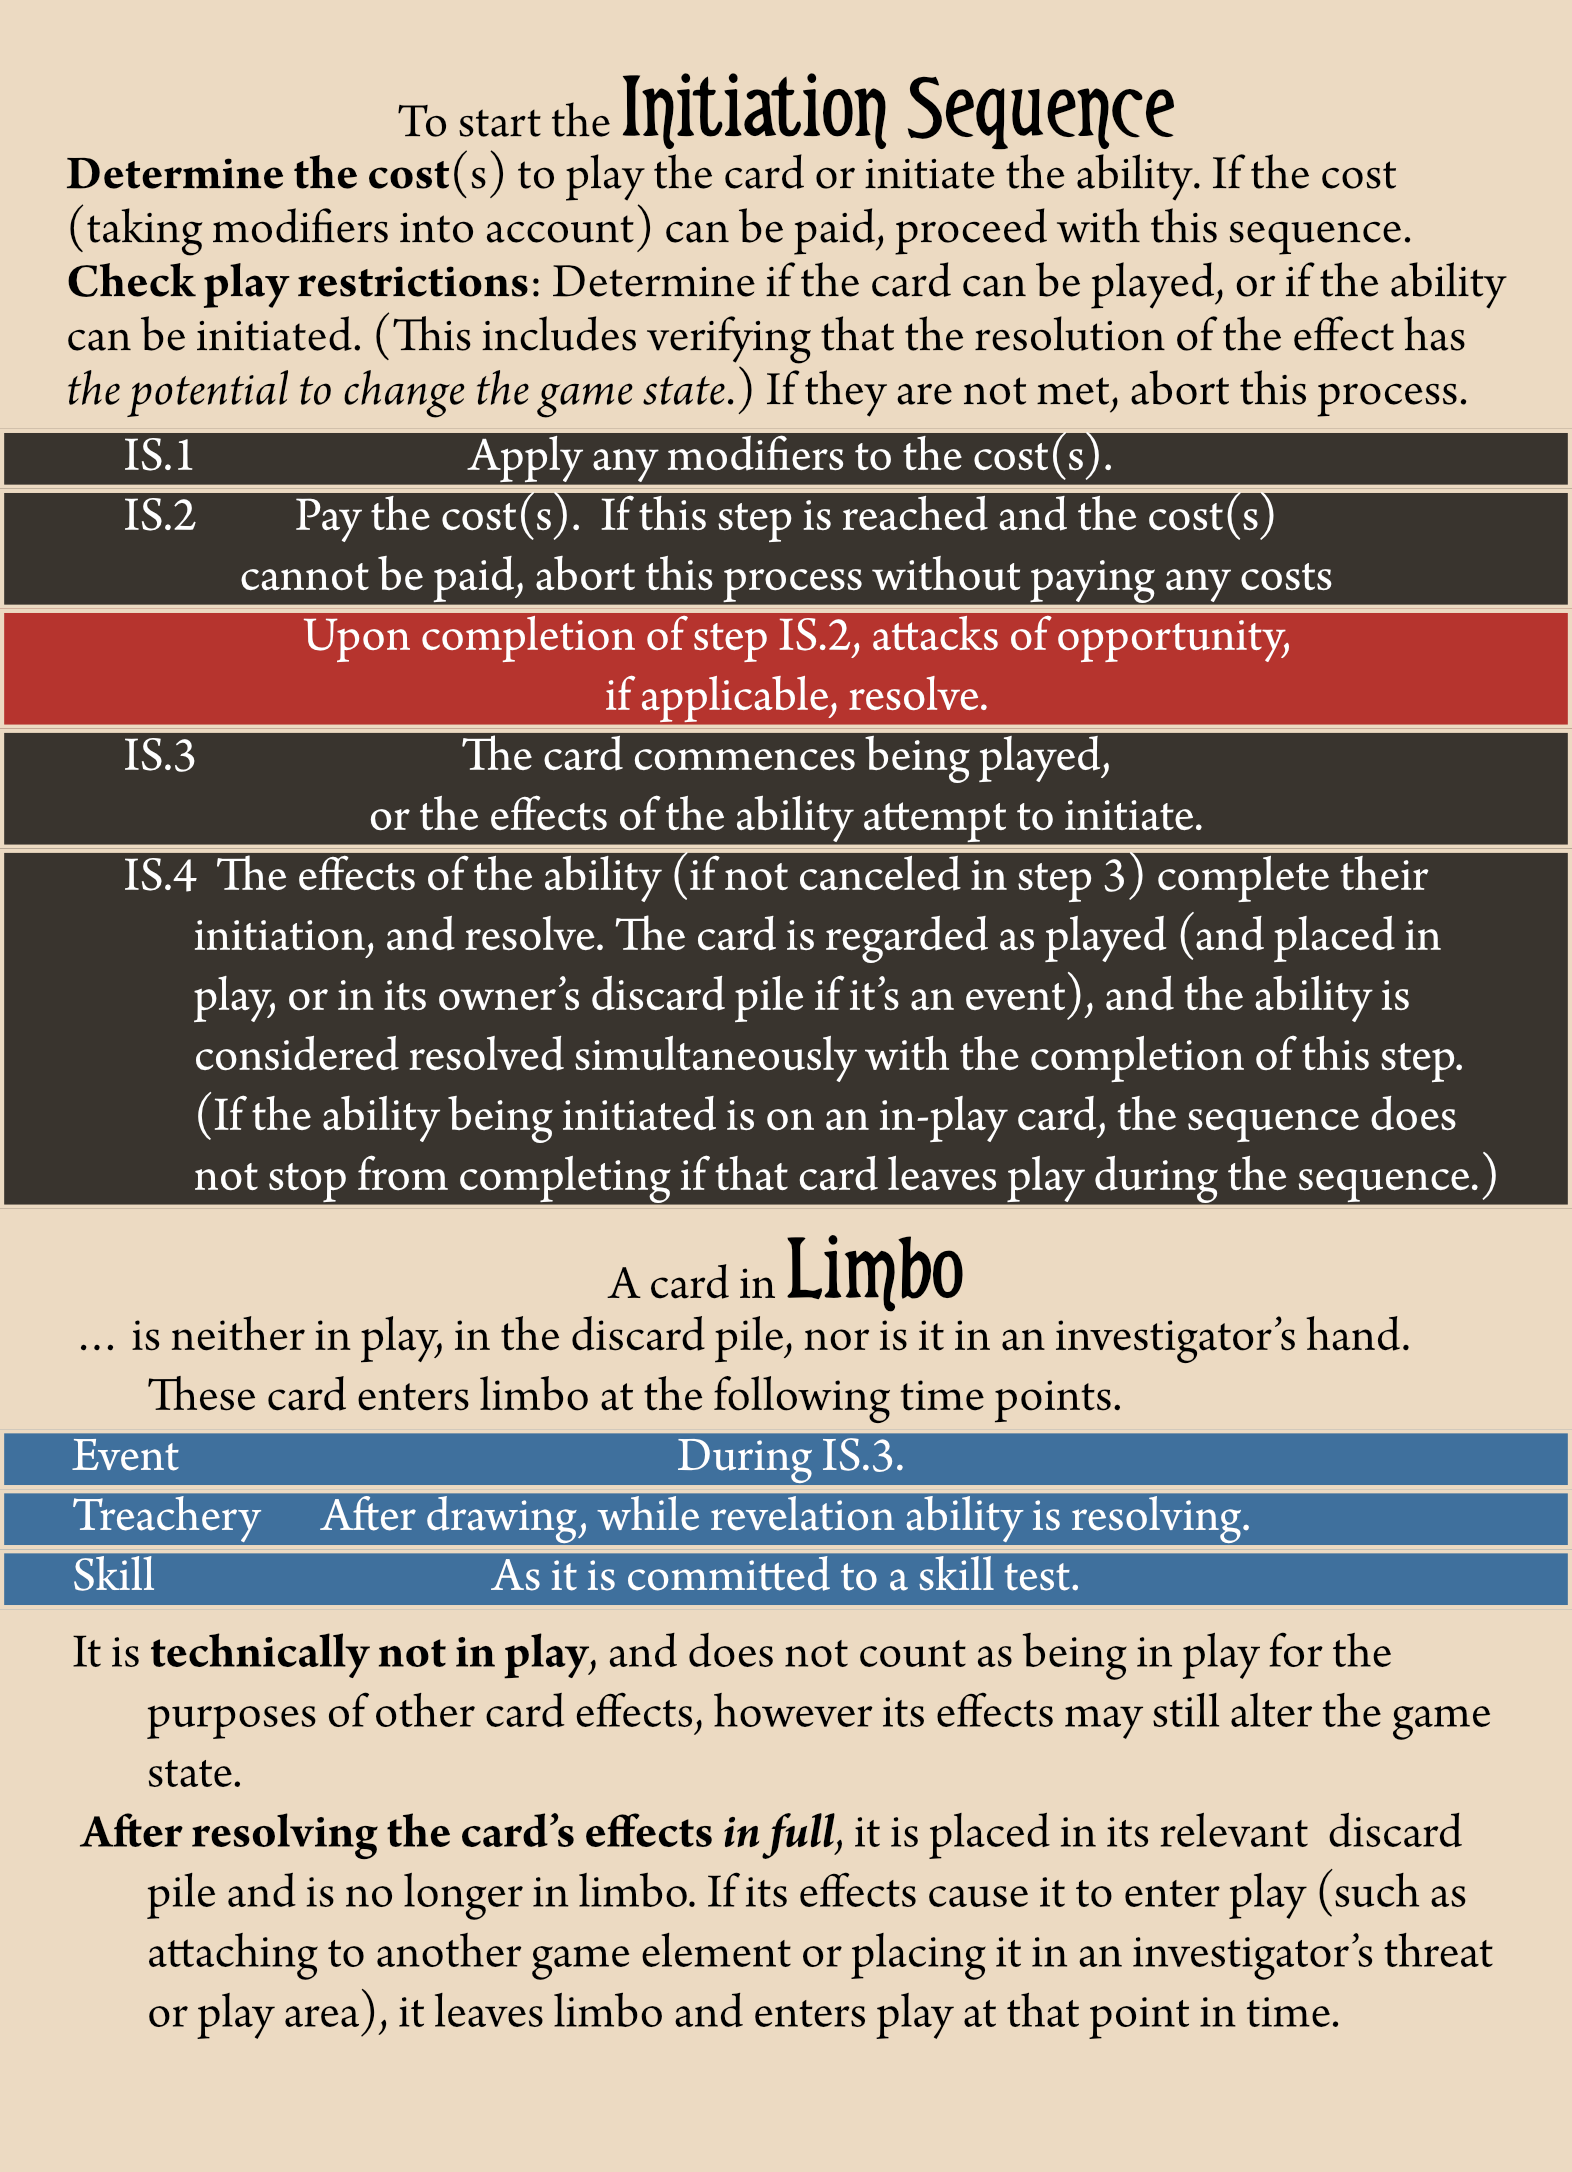 To start the Initiation Sequence
Determine the cost(s) to play the card or initiate the ability. If the cost
(taking modifiers into account) can be paid, proceed with this sequence.
Check play restrictions: Determine if the card can be played, or if the ability
can be initiated. (This includes verifying that the resolution of the effect has
the potential to change the game state.) If they are not met, abort this process.
IS.1 Apply any modifiers to the cost(s).
IS.2 Pay the cost(s). If this step is reached and the cost(s)
cannot be paid, abort this process without paying any costs
Upon completion of step IS.2, attacks of opportunity,
if applicable, resolve.
IS.3 The card commences being played,
or the effects of the ability attempt to initiate.
IS.4 The effects of the ability (if not canceled in step 3) complete their
initiation, and resolve. The card is regarded as played (and placed in
play, or in its owner's discard pile if it's an event), and the ability is
considered resolved simultaneously with the completion of this step.
(If the ability being initiated is on an in-play card, the sequence does
not stop from completing if that card leaves play during the sequence.)
A card in Limbo
… is neither in play, in the discard pile, nor is it in an investigator's hand.
These card enters limbo at the following time points.
Event During IS.3.
Treachery After drawing, while revelation ability is resolving.
Skill As it is committed to a skill test.
It is technically not in play, and does not count as being in play for the
purposes of other card effects, however its effects may still alter the game
state.
After resolving the card's effects in full, it is placed in its relevant discard
pile and is no longer in limbo. If its effects cause it to enter play (such as
attaching to another game element or placing it in an investigator's threat
or play area), it leaves limbo and enters play at that point in time.